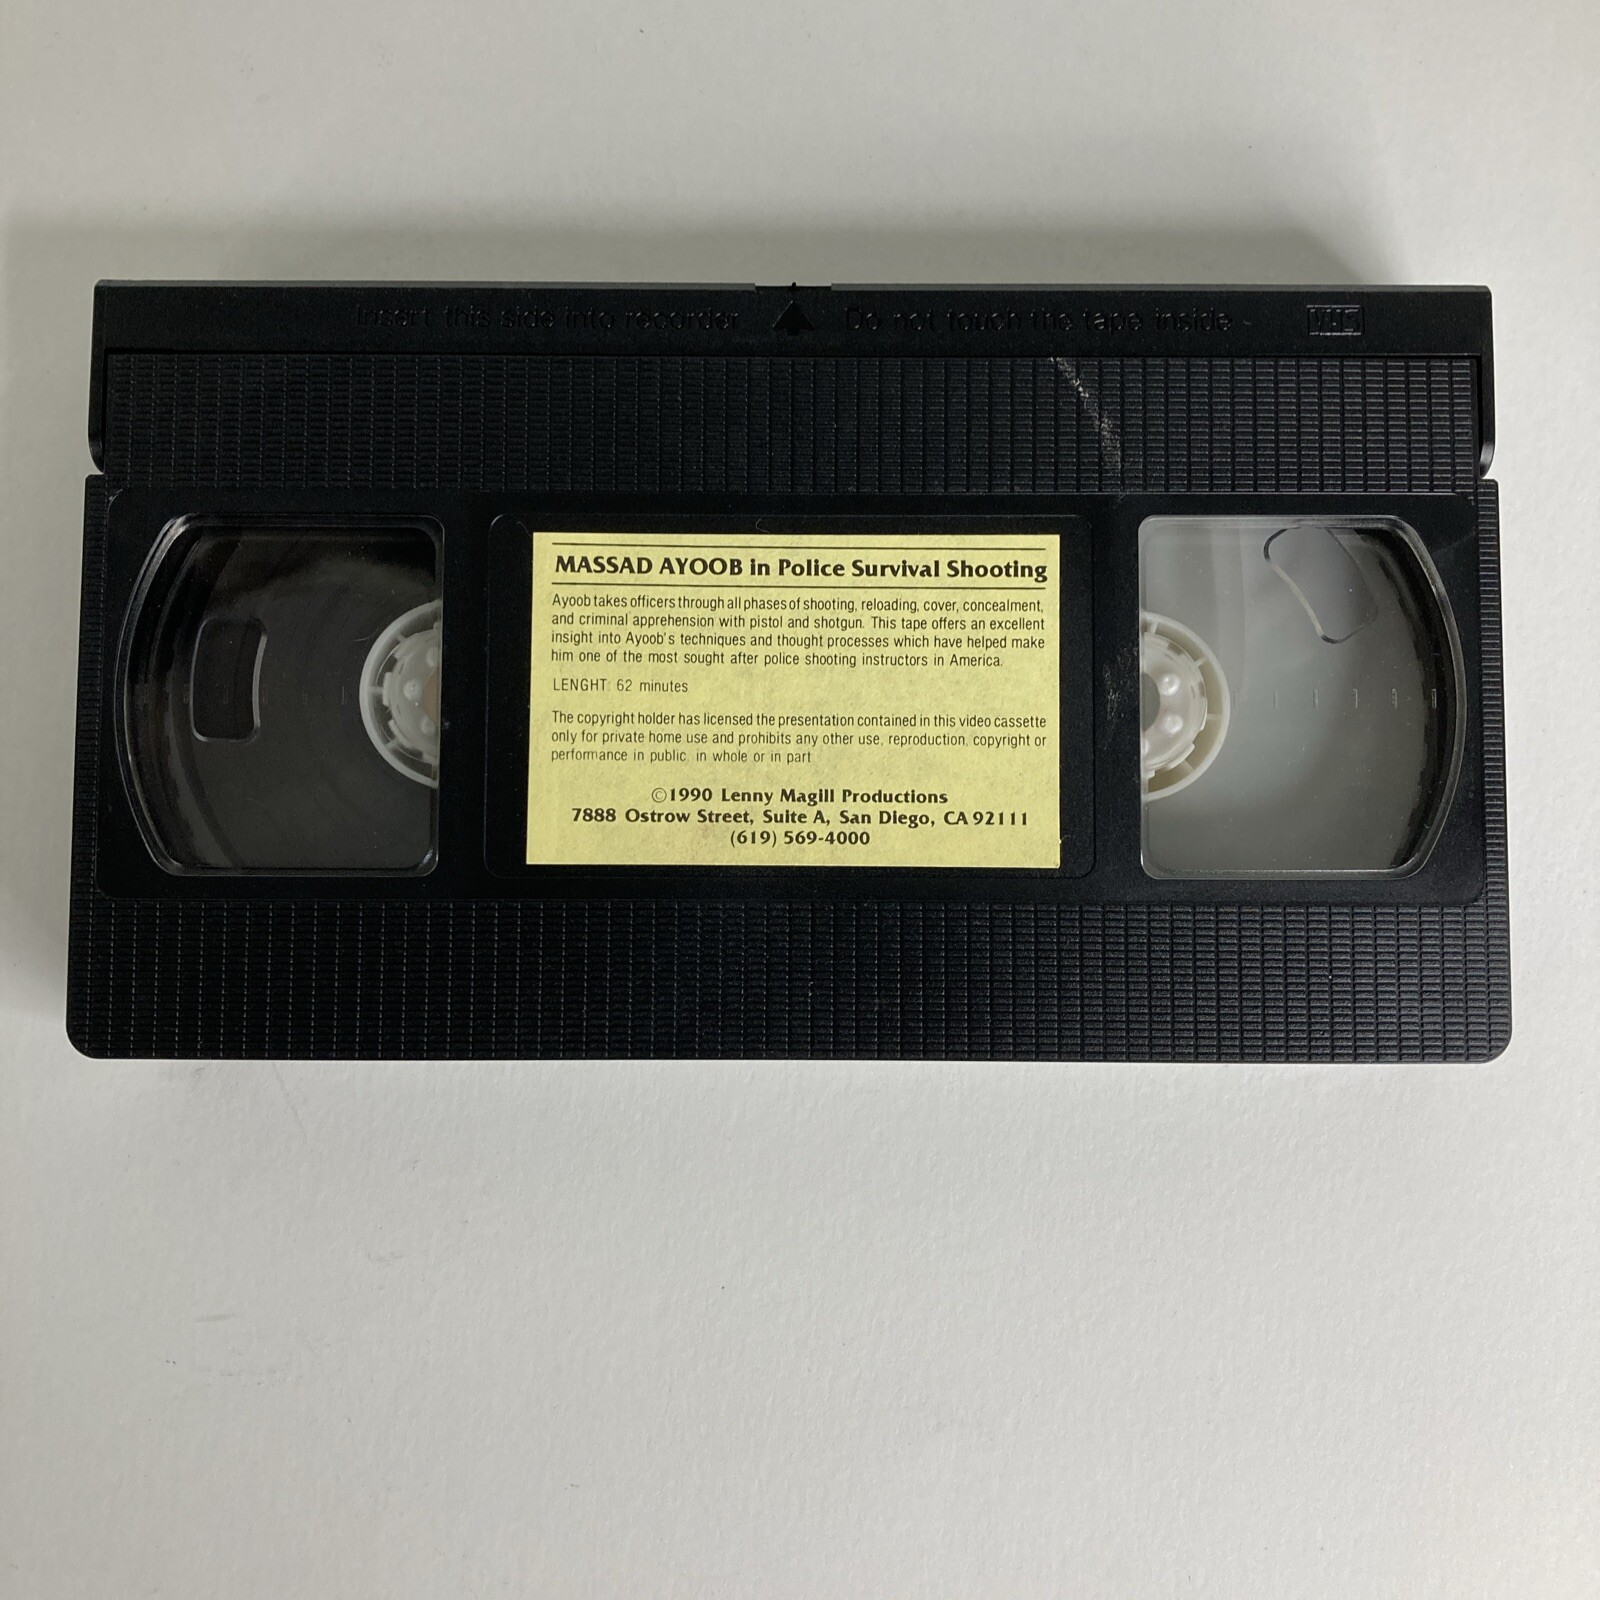 Insert this side into recorder Do not touch the tape inside VHS
MASSAD AYOOB in Police Survival Shooting
Ayoob takes officers through all phases of shooting, reloading, cover, concealment,
and criminal apprehension with pistol and shotgun. This tape offers an excellent
insight into Ayoob's techniques and thought processes which have helped make
him one of the most sought after police shooting instructors in America.
LENGHT: 62 minutes
The copyright holder has licensed the presentation contained in this video cassette
only for private home use and prohibits any other use, reproduction, copyright or
performance in public, in whole or in part
©1990 Lenny Magill Productions
7888 Ostrow Street, Suite A, San Diego, CA 92111
(619) 569-4000